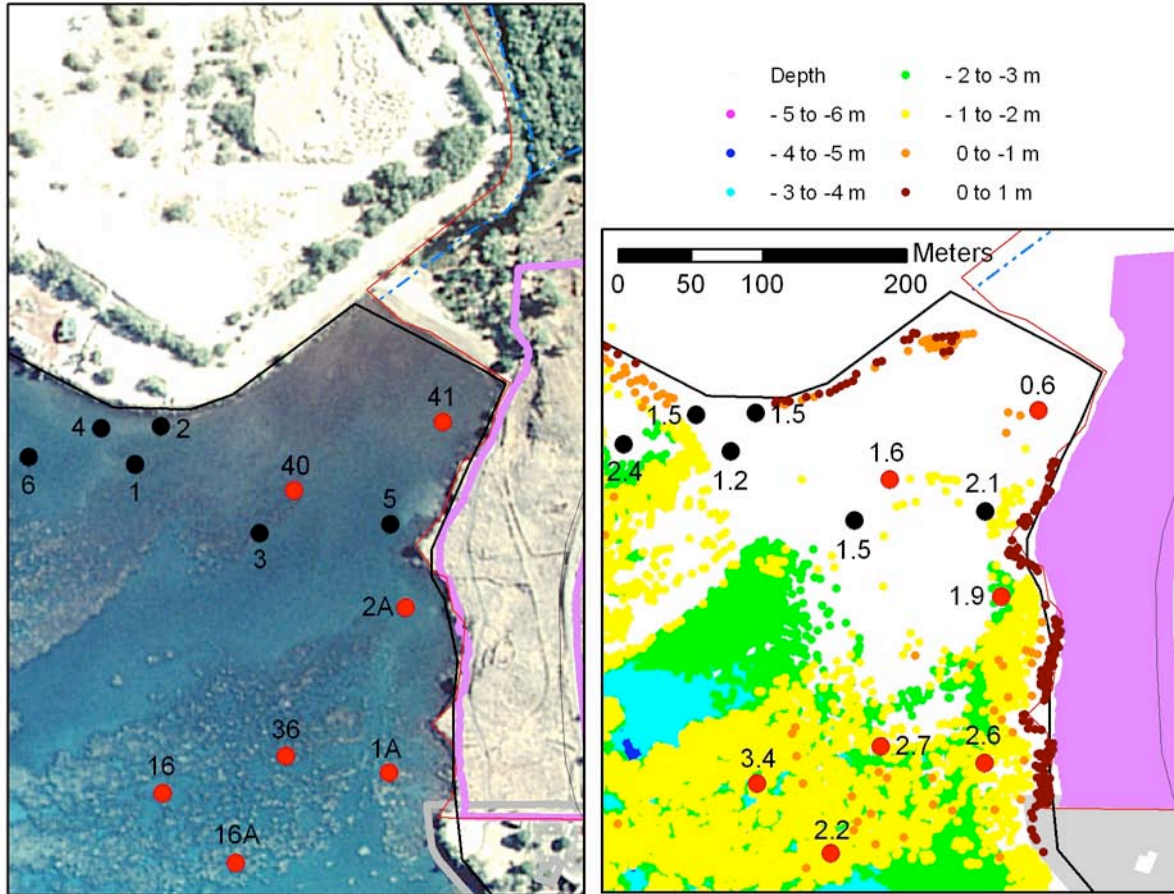 41
4
2
40
6
1
5
3
2A
36
1A
16
16A
Depth
- 2 to -3 m
- 5 to -6 m
- 1 to -2 m
- 4 to -5 m
0 to -1 m
- 3 to -4 m
0 to 1 m
Meters
0 50 100 200
0.6
1.5 1.5
2.4
1.2
1.6
2.1
1.5
1.9
2.7
2.6
3.4
2.2